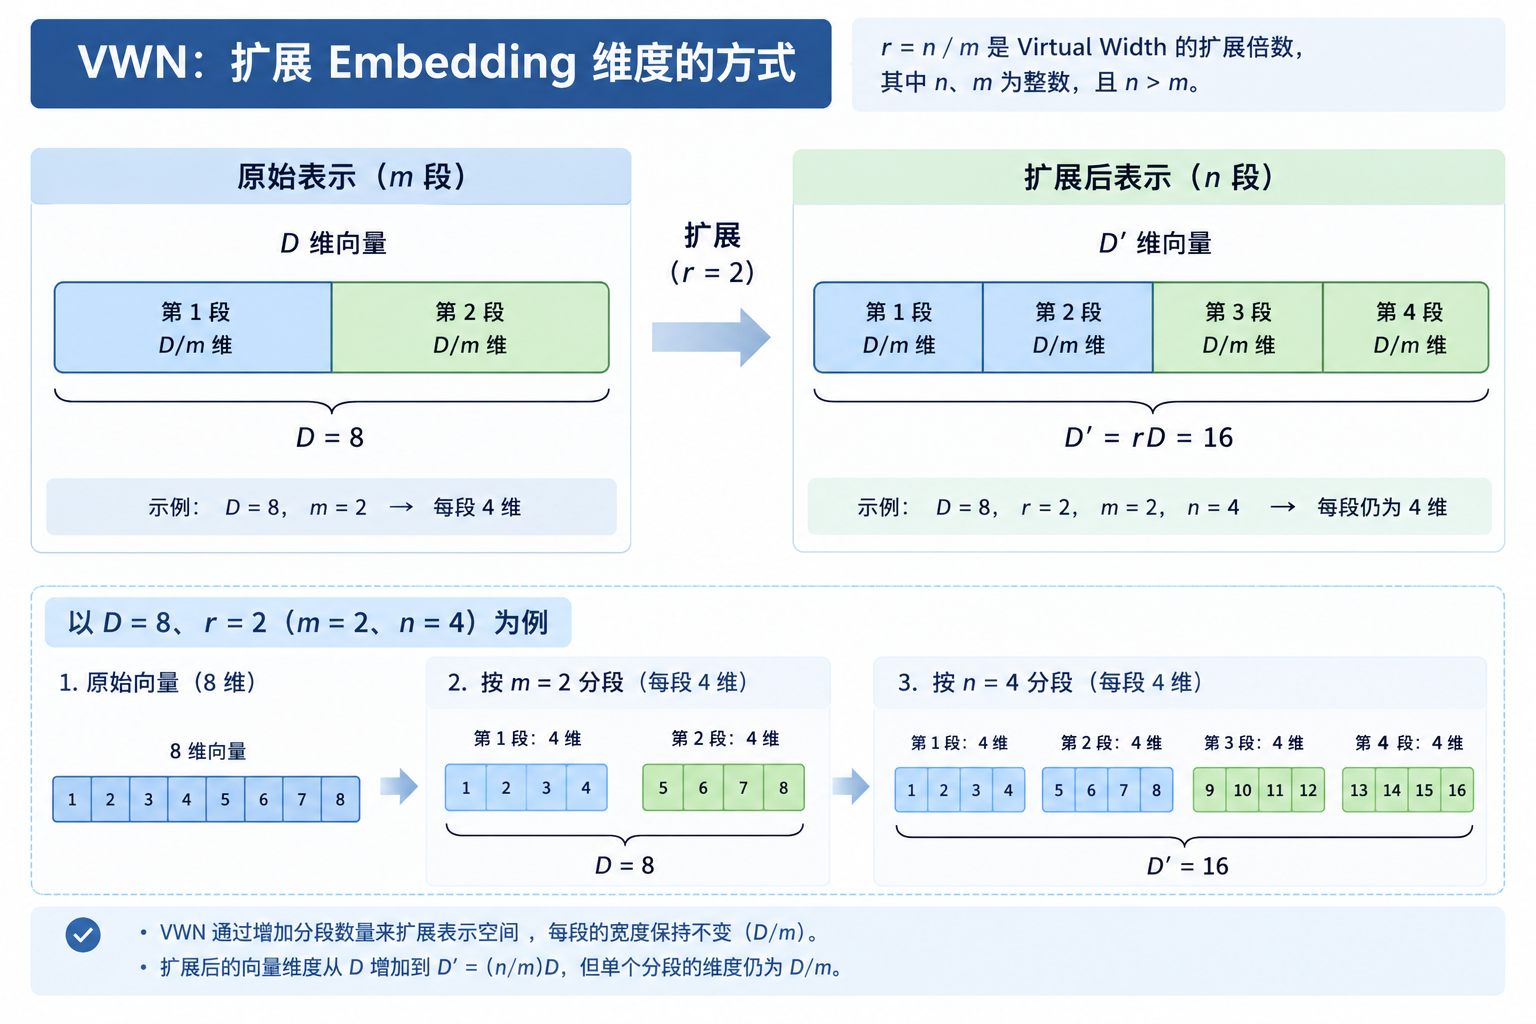 VWN：扩展 Embedding 维度的方式
r = n / m 是 Virtual Width 的扩展倍数，
其中 n、m 为整数，且 n > m。
原始表示（m 段）
D 维向量
第 1 段
D/m 维
第 2 段
D/m 维
D = 8
示例： D = 8， m = 2 → 每段 4 维
扩展
（r = 2）
扩展后表示（n 段）
D′ 维向量
第 1 段
D/m 维
第 2 段
D/m 维
第 3 段
D/m 维
第 4 段
D/m 维
D′ = rD = 16
示例： D = 8， r = 2， m = 2， n = 4 → 每段仍为 4 维
以 D = 8、r = 2（m = 2、n = 4）为例
1. 原始向量（8 维）
8 维向量
1 2 3 4 5 6 7 8
2. 按 m = 2 分段（每段 4 维）
第 1 段：4 维 第 2 段：4 维
1 2 3 4 5 6 7 8
D = 8
3. 按 n = 4 分段（每段 4 维）
第 1 段：4 维 第 2 段：4 维 第 3 段：4 维 第 4 段：4 维
1 2 3 4 5 6 7 8 9 10 11 12 13 14 15 16
D′ = 16
• VWN 通过增加分段数量来扩展表示空间 ，每段的宽度保持不变（D/m）。
• 扩展后的向量维度从 D 增加到 D′ = (n/m)D，但单个分段的维度仍为 D/m。